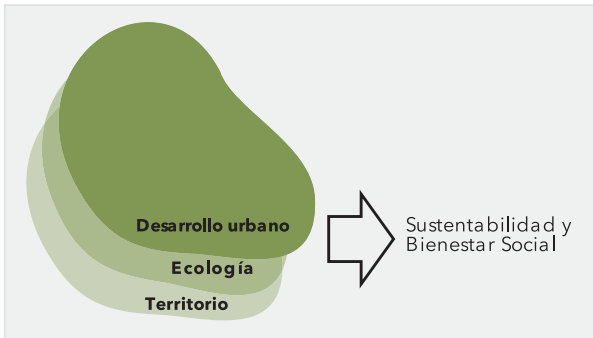 Desarrollo urbano
Ecología
Territorio
Sustentabilidad y
Bienestar Social